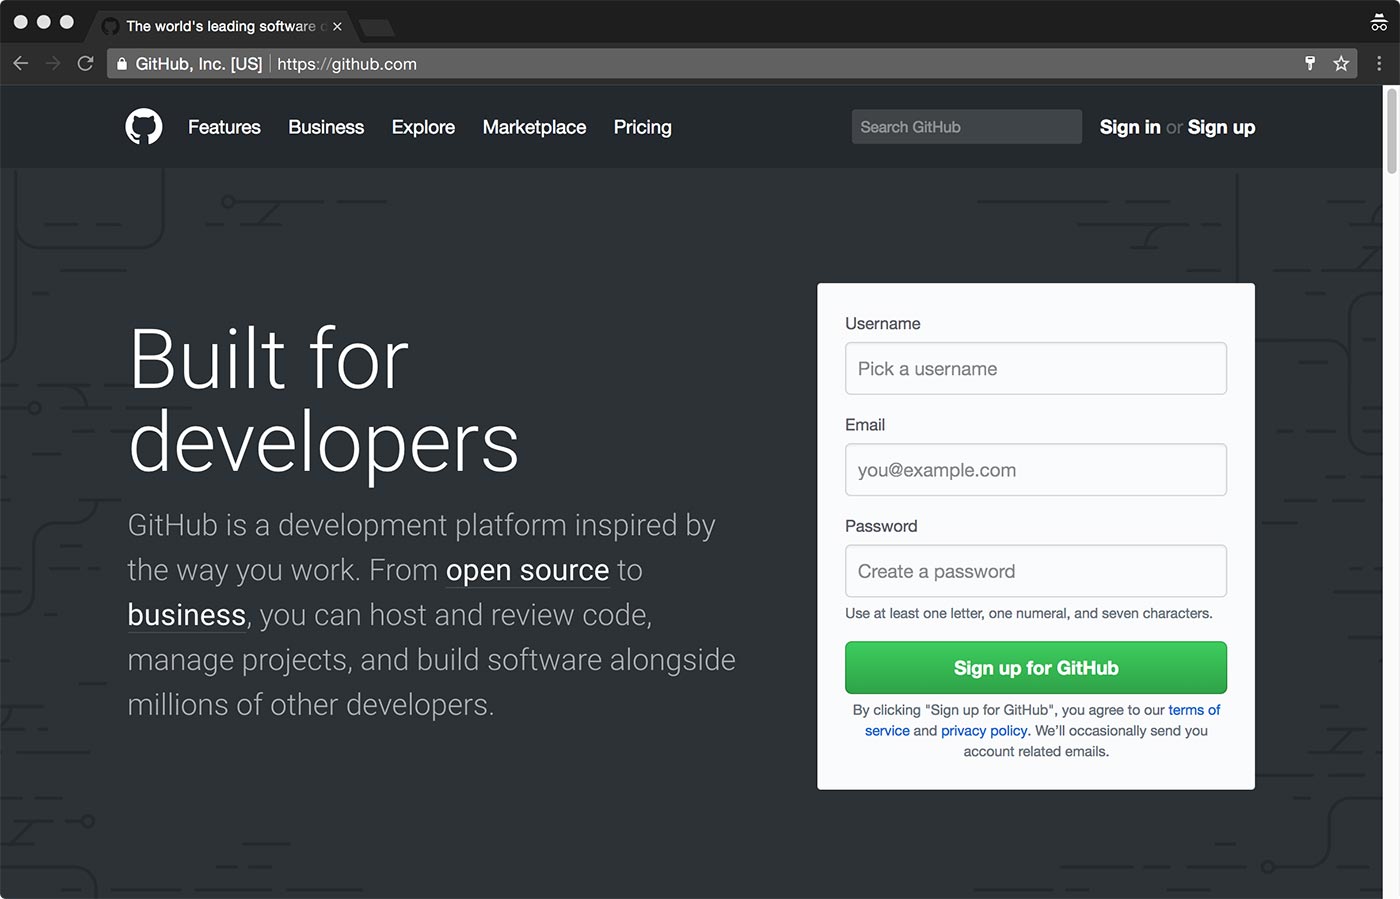 The world's leading software d
GitHub, Inc. [US] https://github.com
Features Business Explore Marketplace Pricing Search GitHub Sign in or Sign up
Built for
developers
GitHub is a development platform inspired by
the way you work. From open source to
business, you can host and review code,
manage projects, and build software alongside
millions of other developers.
Username
Pick a username
Email
you@example.com
Password
Create a password
Use at least one letter, one numeral, and seven characters.
Sign up for GitHub
By clicking "Sign up for GitHub", you agree to our terms of
service and privacy policy. We’ll occasionally send you
account related emails.